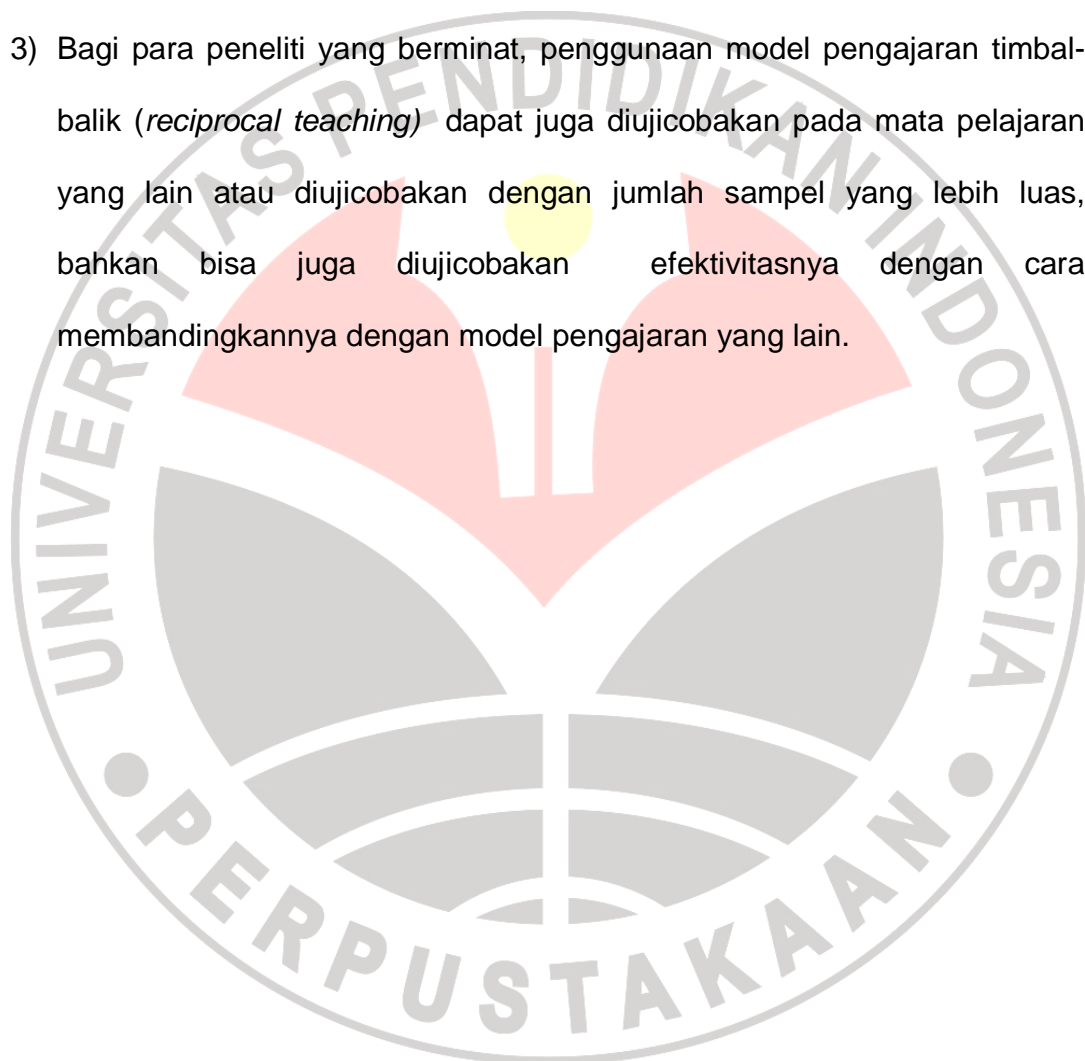 3) Bagi para peneliti yang berminat, penggunaan model pengajaran timbal-
balik (reciprocal teaching) dapat juga diujicobakan pada mata pelajaran
yang lain atau diujicobakan dengan jumlah sampel yang lebih luas,
bahkan bisa juga diujicobakan efektivitasnya dengan cara
membandingkannya dengan model pengajaran yang lain.
UNIVERSITAS PENDIDIKAN INDONESIA
PERPUSTAKAAN